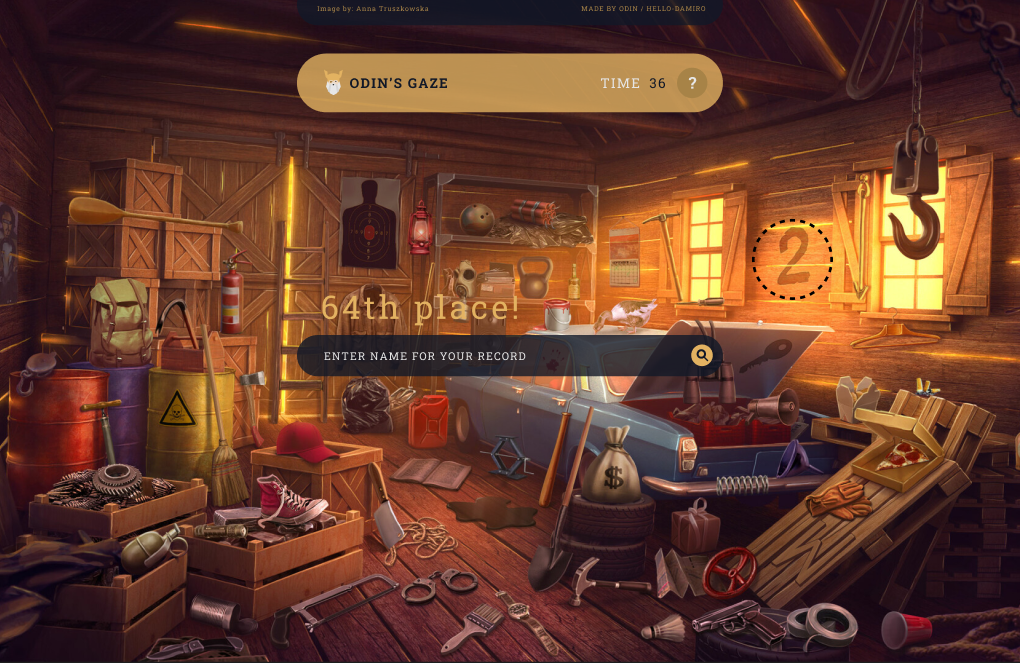 Image by: Anna Truszkowska
MADE BY ODIN / HELLO-DAMIRO
ODIN'S GAZE
TIME 36 ?
2
64th place!
ENTER NAME FOR YOUR RECORD
$